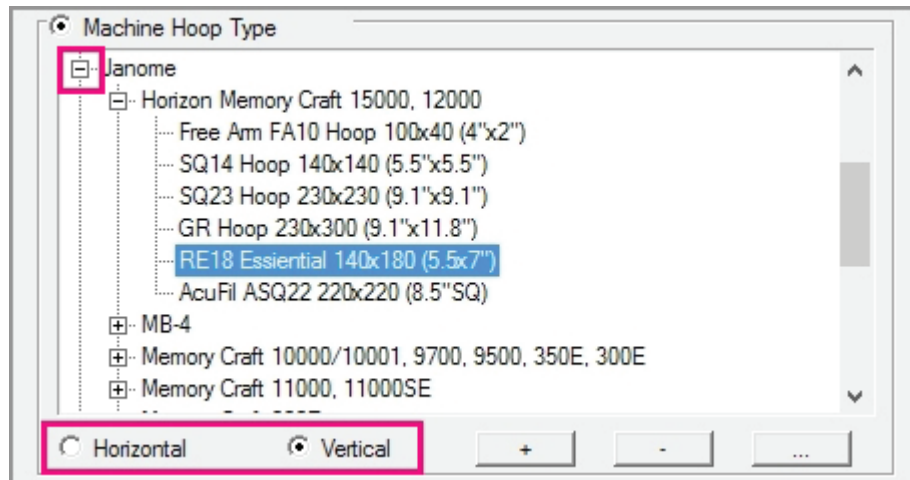 Machine Hoop Type
Janome
Horizon Memory Craft 15000, 12000
Free Arm FA10 Hoop 100x40 (4"x2")
SQ14 Hoop 140x140 (5.5"x5.5")
SQ23 Hoop 230x230 (9.1"x9.1")
GR Hoop 230x300 (9.1"x11.8")
RE18 Essiential 140x180 (5.5x7")
AcuFil ASQ22 220x220 (8.5"SQ)
MB-4
Memory Craft 10000/10001, 9700, 9500, 350E, 300E
Memory Craft 11000, 11000SE
Horizontal Vertical + - ...